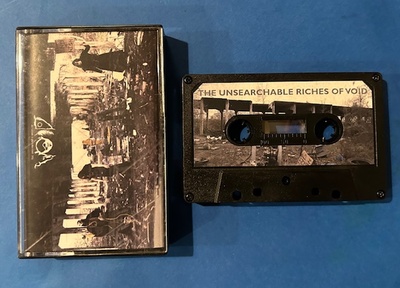 THE UNSEARCHABLE RICHES OF VOID